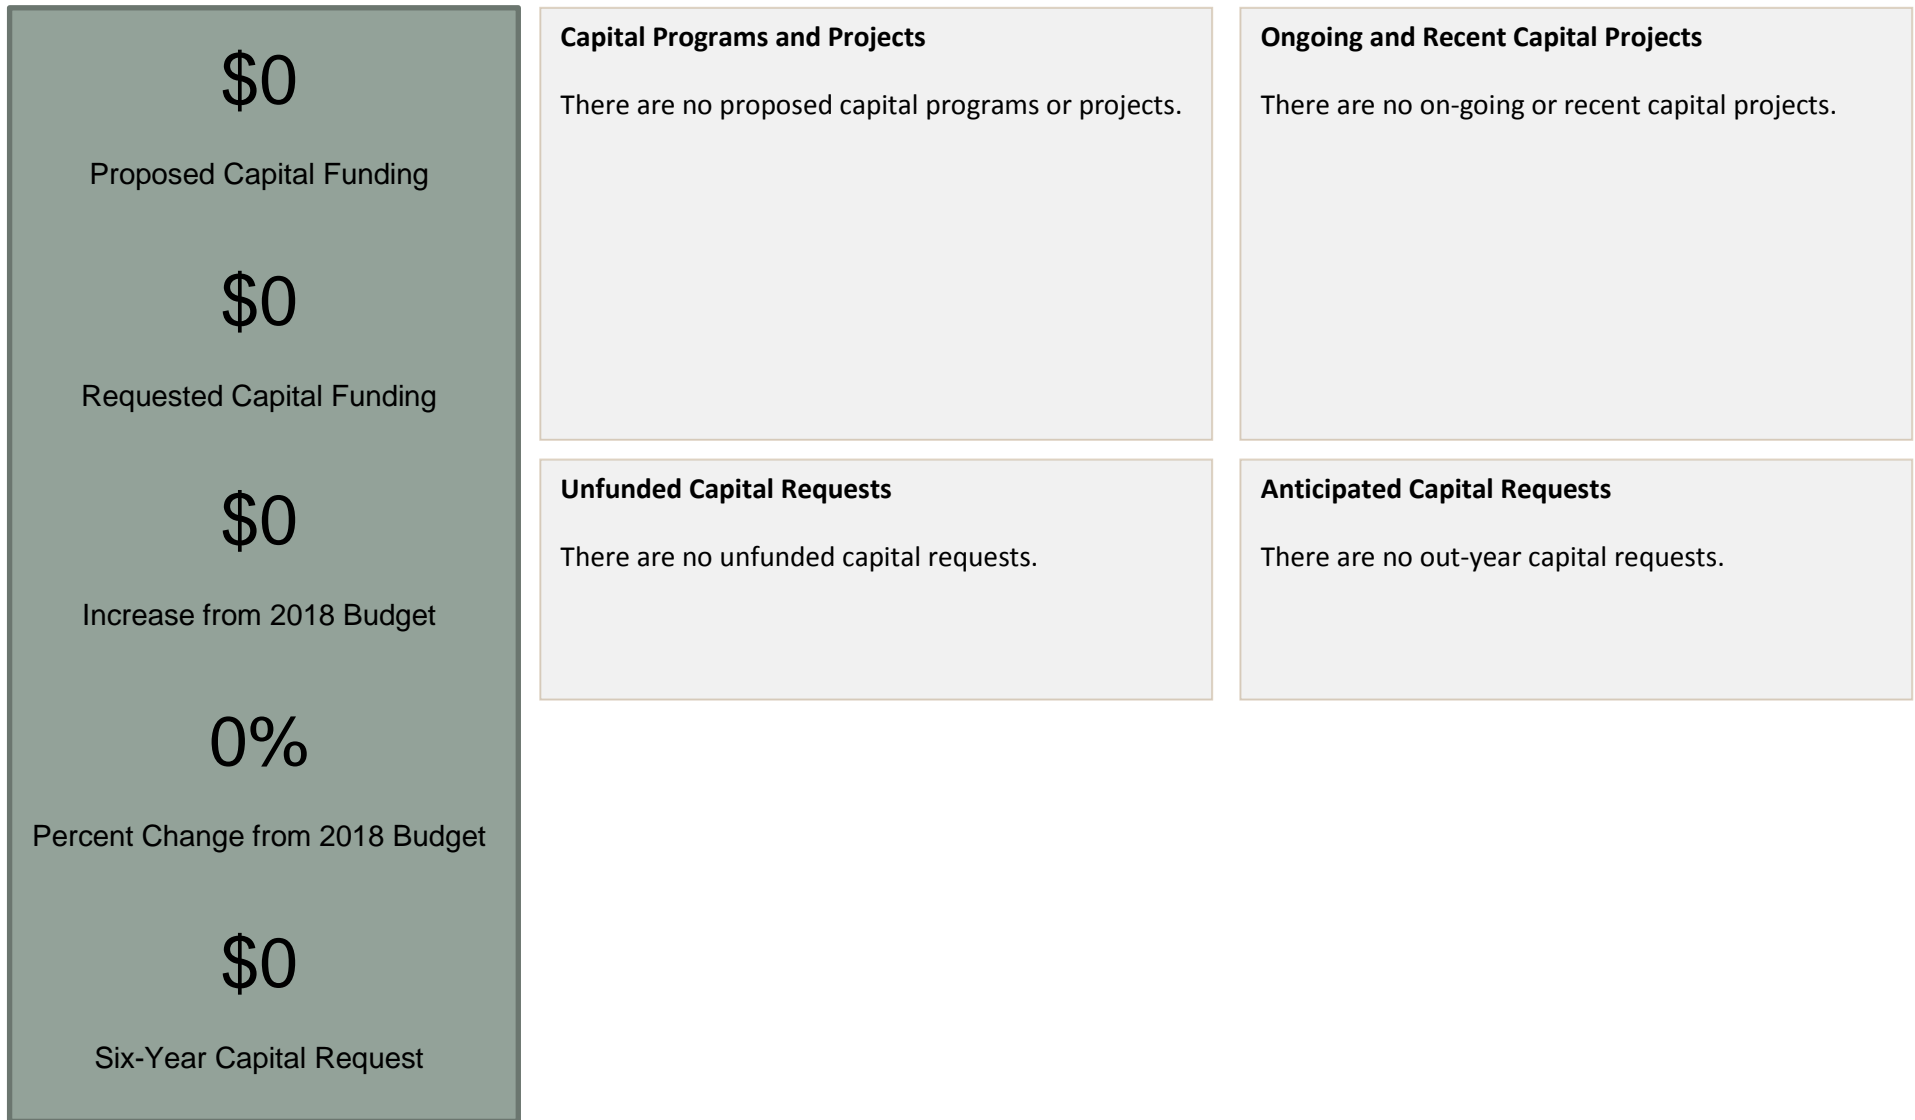 $0
Proposed Capital Funding
$0
Requested Capital Funding
$0
Increase from 2018 Budget
0%
Percent Change from 2018 Budget
$0
Six-Year Capital Request
Capital Programs and Projects
There are no proposed capital programs or projects.
Ongoing and Recent Capital Projects
There are no on-going or recent capital projects.
Unfunded Capital Requests
There are no unfunded capital requests.
Anticipated Capital Requests
There are no out-year capital requests.